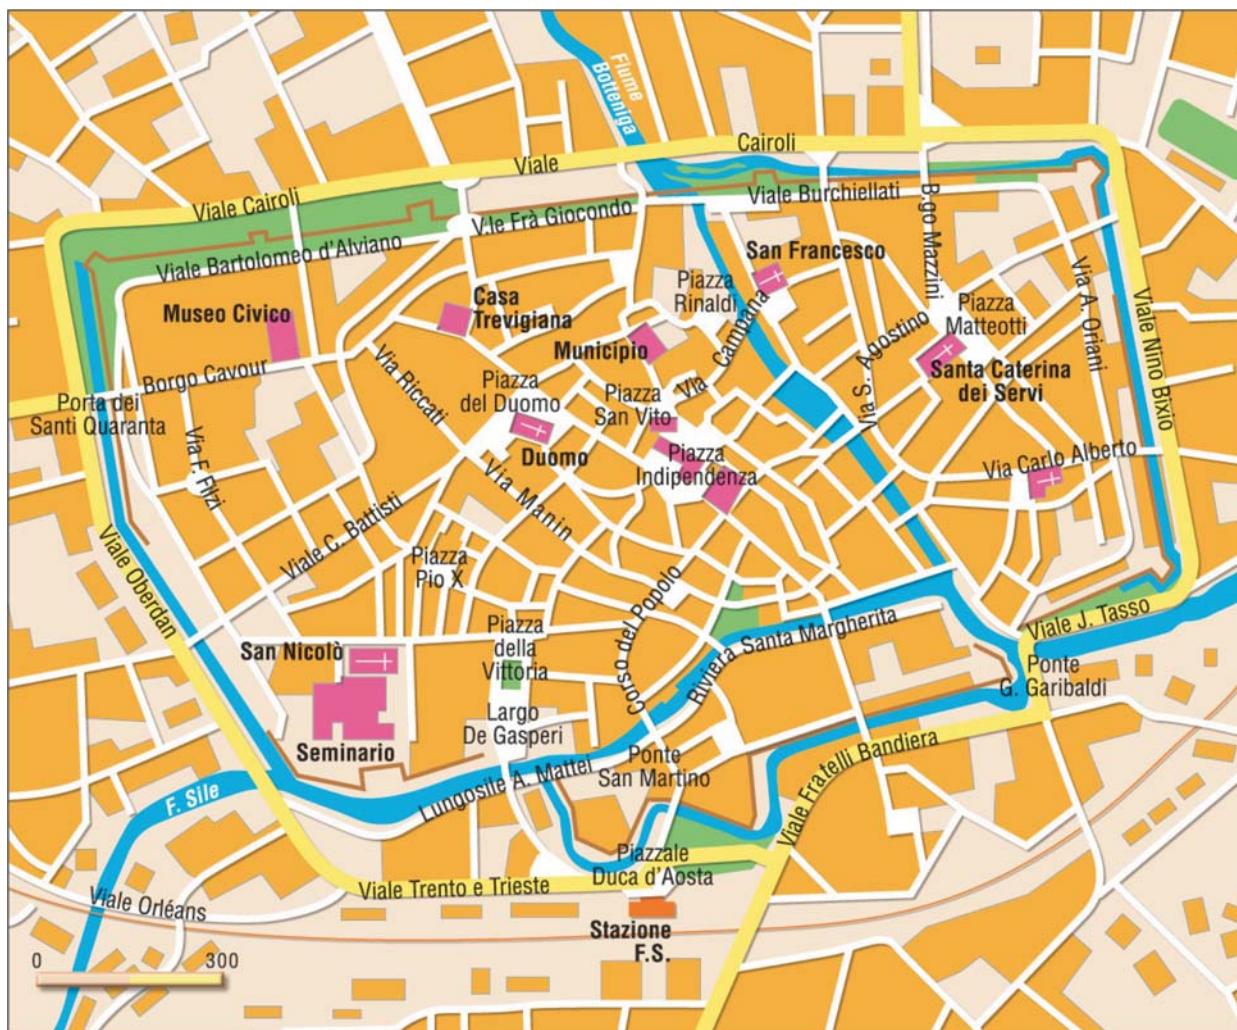 Fiume
Botteniga
Cairoli
Viale
Viale Cairoli
Viale Burchiellati
V.le Frà Giocondo
B.go Mazzini
Viale Bartolomeo d'Alviano
San Francesco
Piazza
Rinaldi
Via A. Oriani
Viale Nino Bixio
Casa
Trevigiana
Museo Civico
Piazza
Matteotti
Municipio
Via Campana
Via S. Agostino
Santa Caterina
dei Servi
Borgo Cavour
Via Riccati
Piazza
del Duomo
Piazza
San Vito
Porta dei
Santi Quaranta
Duomo
Piazza
Indipendenza
Via Carlo Alberto
Via F. Flizi
Via Manin
Viale C. Battisti
Piazza
Pio X
Viale Oberdan
Corso del Popolo
Riviera Santa Margherita
Viale J. Tasso
San Nicolò
Piazza
della
Vittoria
Ponte
G. Garibaldi
Largo
De Gasperi
Seminario
Ponte
San Martino
Lungosile A. Mattei
Viale Fratelli Bandiera
F. Sile
Piazzale
Duca d'Aosta
Viale Trento e Trieste
Viale Orléans
Stazione
F.S.
0 300